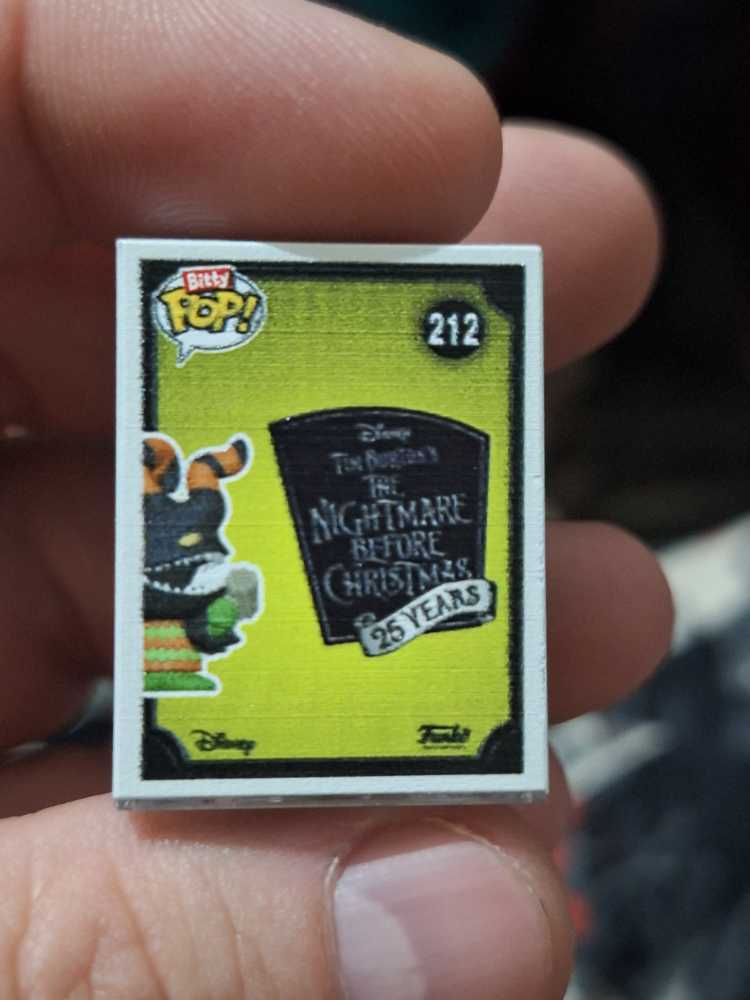 Bitty
POP!
212
Disney
TIM BURTON'S
THE
NIGHTMARE
BEFORE
CHRISTMAS
25 YEARS
Disney
Funko